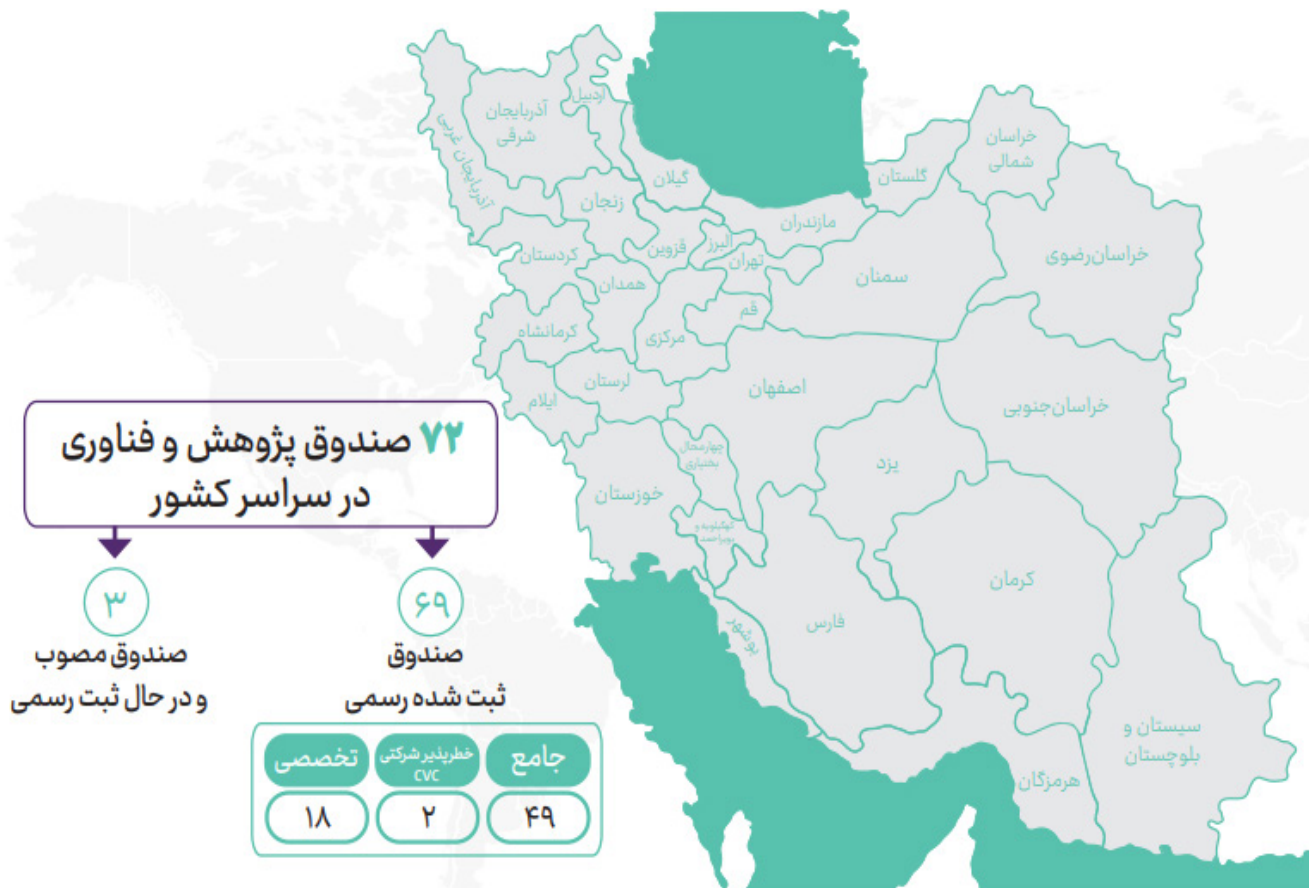 اردبیل
آذربایجان
شرقی
آذربایجان غربی
خراسان
شمالی
گلستان
گیلان
زنجان
مازندران
البرز
قزوین
تهران
کردستان
خراسان‌رضوی
سمنان
همدان
قم
کرمانشاه
مرکزی
لرستان
اصفهان
ایلام
خراسان‌جنوبی
۷۲ صندوق پژوهش و فناوری
در سراسر کشور
چهارمحال
بختیاری
یزد
خوزستان
کهگیلویه و
بویراحمد
کرمان
فارس
بوشهر
سیستان و
بلوچستان
هرمزگان
۶۹
صندوق
ثبت شده رسمی
۳
صندوق مصوب
و در حال ثبت رسمی
جامع
خطرپذیر شرکتی
CVC
تخصصی
۴۹
۲
۱۸